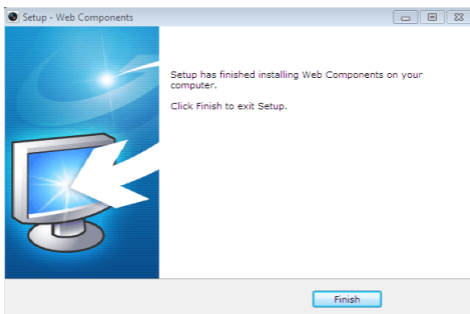 Setup - Web Components
Setup has finished installing Web Components on your
computer.
Click Finish to exit Setup.
Finish